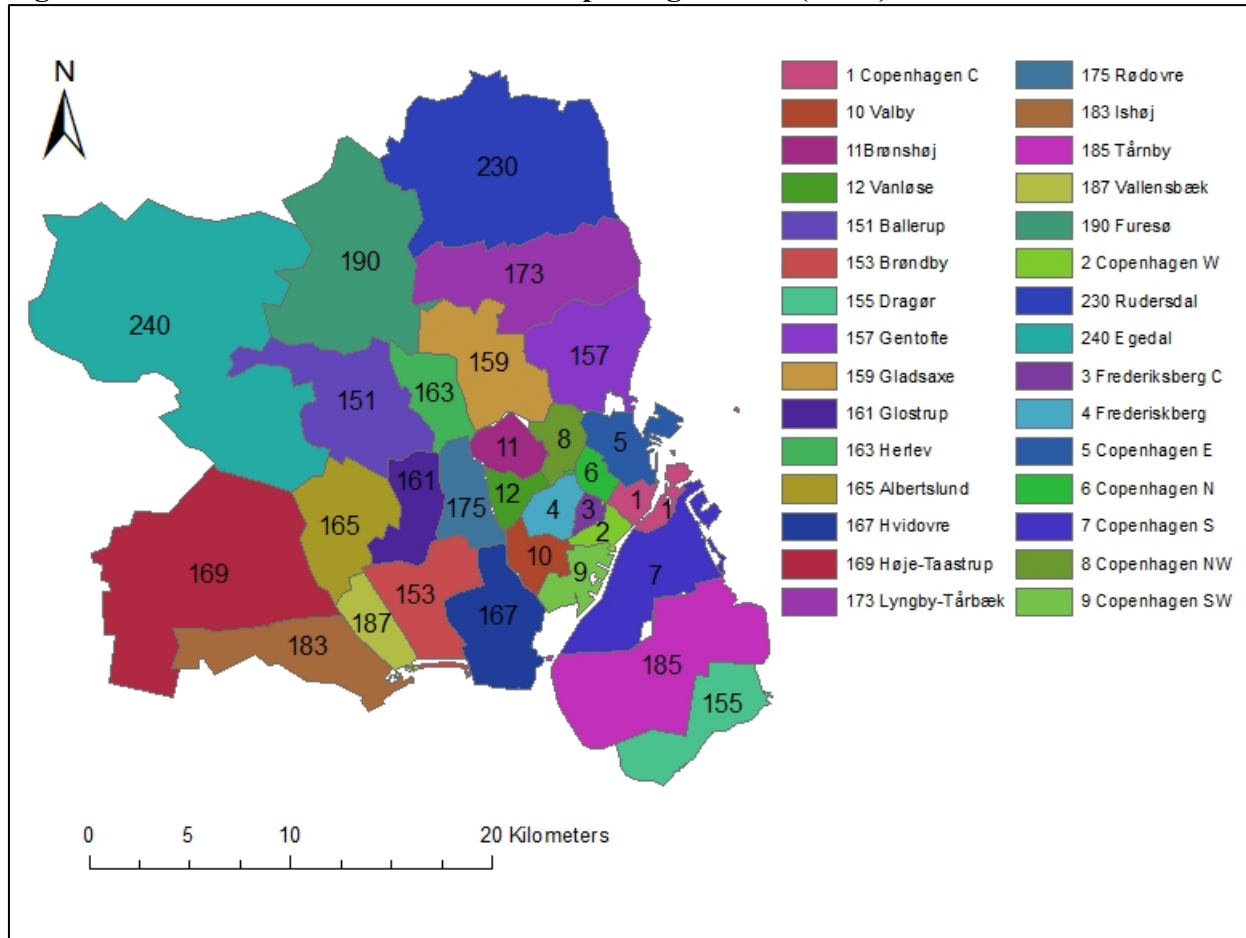 N
230
190
173
240
159
157
163
151
11
8
5
6
161
12
175
4
3
1
1
165
2
10
169
9
7
153
187
167
183
185
155
0 5 10 20 Kilometers
1 Copenhagen C
10 Valby
11Brønshøj
12 Vanløse
151 Ballerup
153 Brøndby
155 Dragør
157 Gentofte
159 Gladsaxe
161 Glostrup
163 Herlev
165 Albertslund
167 Hvidovre
169 Høje-Taastrup
173 Lyngby-Tårbæk
175 Rødovre
183 Ishøj
185 Tårnby
187 Vallensbæk
190 Furesø
2 Copenhagen W
230 Rudersdal
240 Egedal
3 Frederiksberg C
4 Frederiskberg
5 Copenhagen E
6 Copenhagen N
7 Copenhagen S
8 Copenhagen NW
9 Copenhagen SW